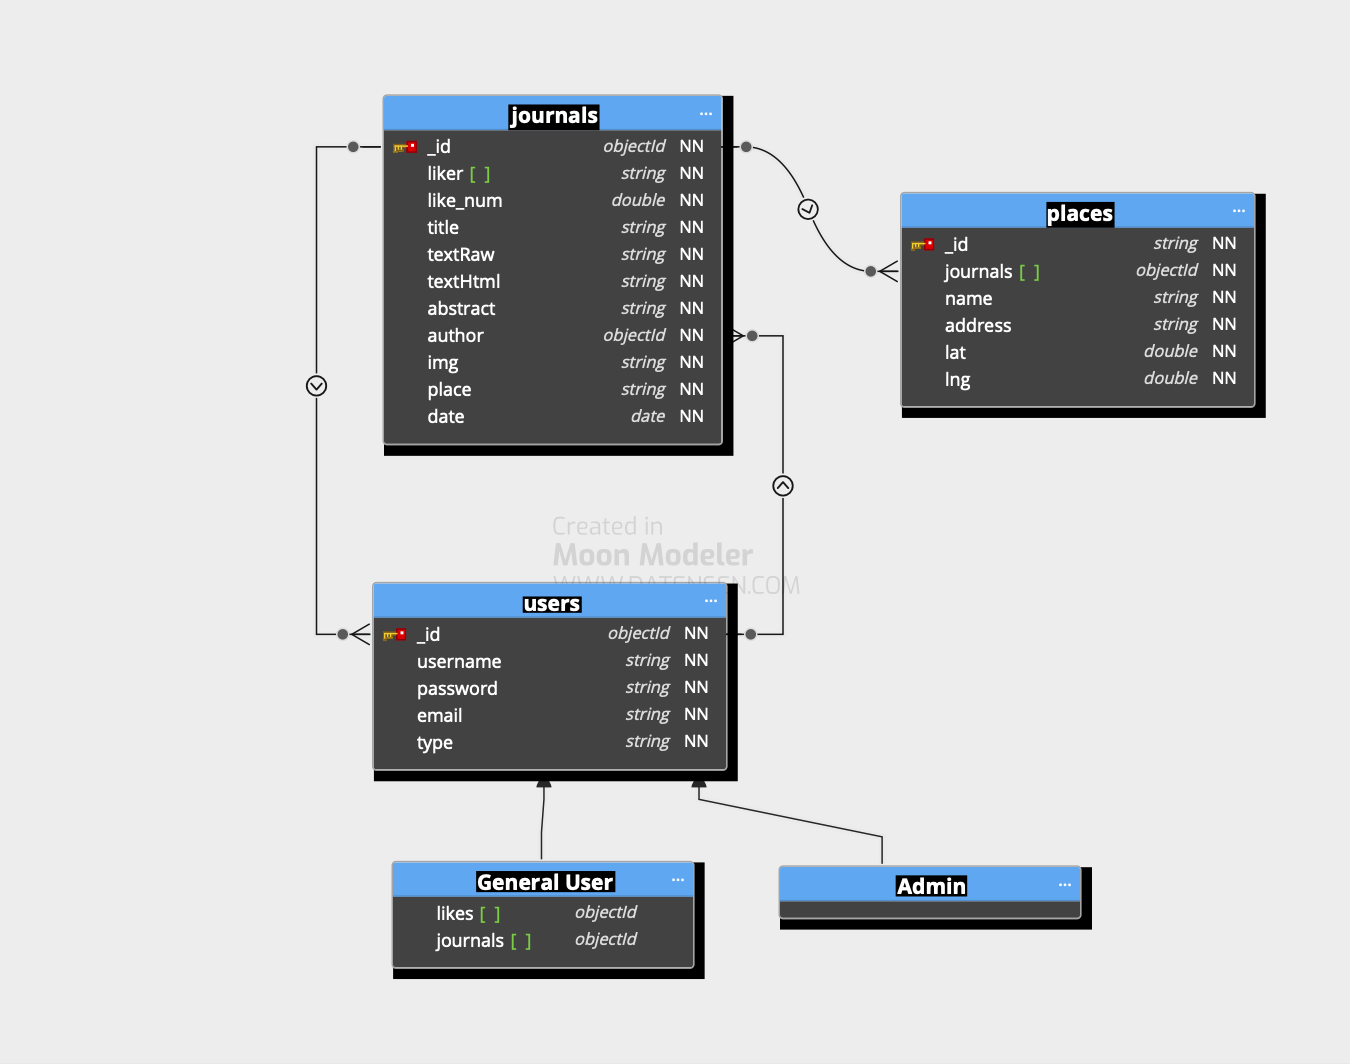 journals ...
_id objectId NN
liker [ ] string NN
like_num double NN
title string NN
textRaw string NN
textHtml string NN
abstract string NN
author objectId NN
img string NN
place string NN
date date NN
places ...
_id string NN
journals [ ] objectId NN
name string NN
address string NN
lat double NN
lng double NN
Created in
Moon Modeler
WWW.DATENSEN.COM
users ...
_id objectId NN
username string NN
password string NN
email string NN
type string NN
General User ...
likes [ ] objectId
journals [ ] objectId
Admin ...